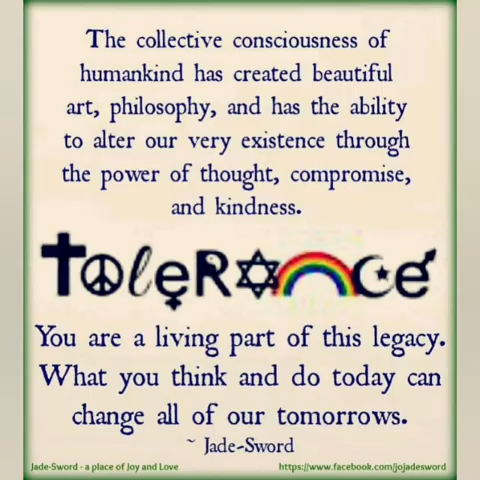 The collective consciousness of
humankind has created beautiful
art, philosophy, and has the ability
to alter our very existence through
the power of thought, compromise,
and kindness.
TOleRANCe
You are a living part of this legacy.
What you think and do today can
change all of our tomorrows.
~ Jade-Sword
Jade-Sword - a place of Joy and Love
https://www.facebook.com/jojadesword